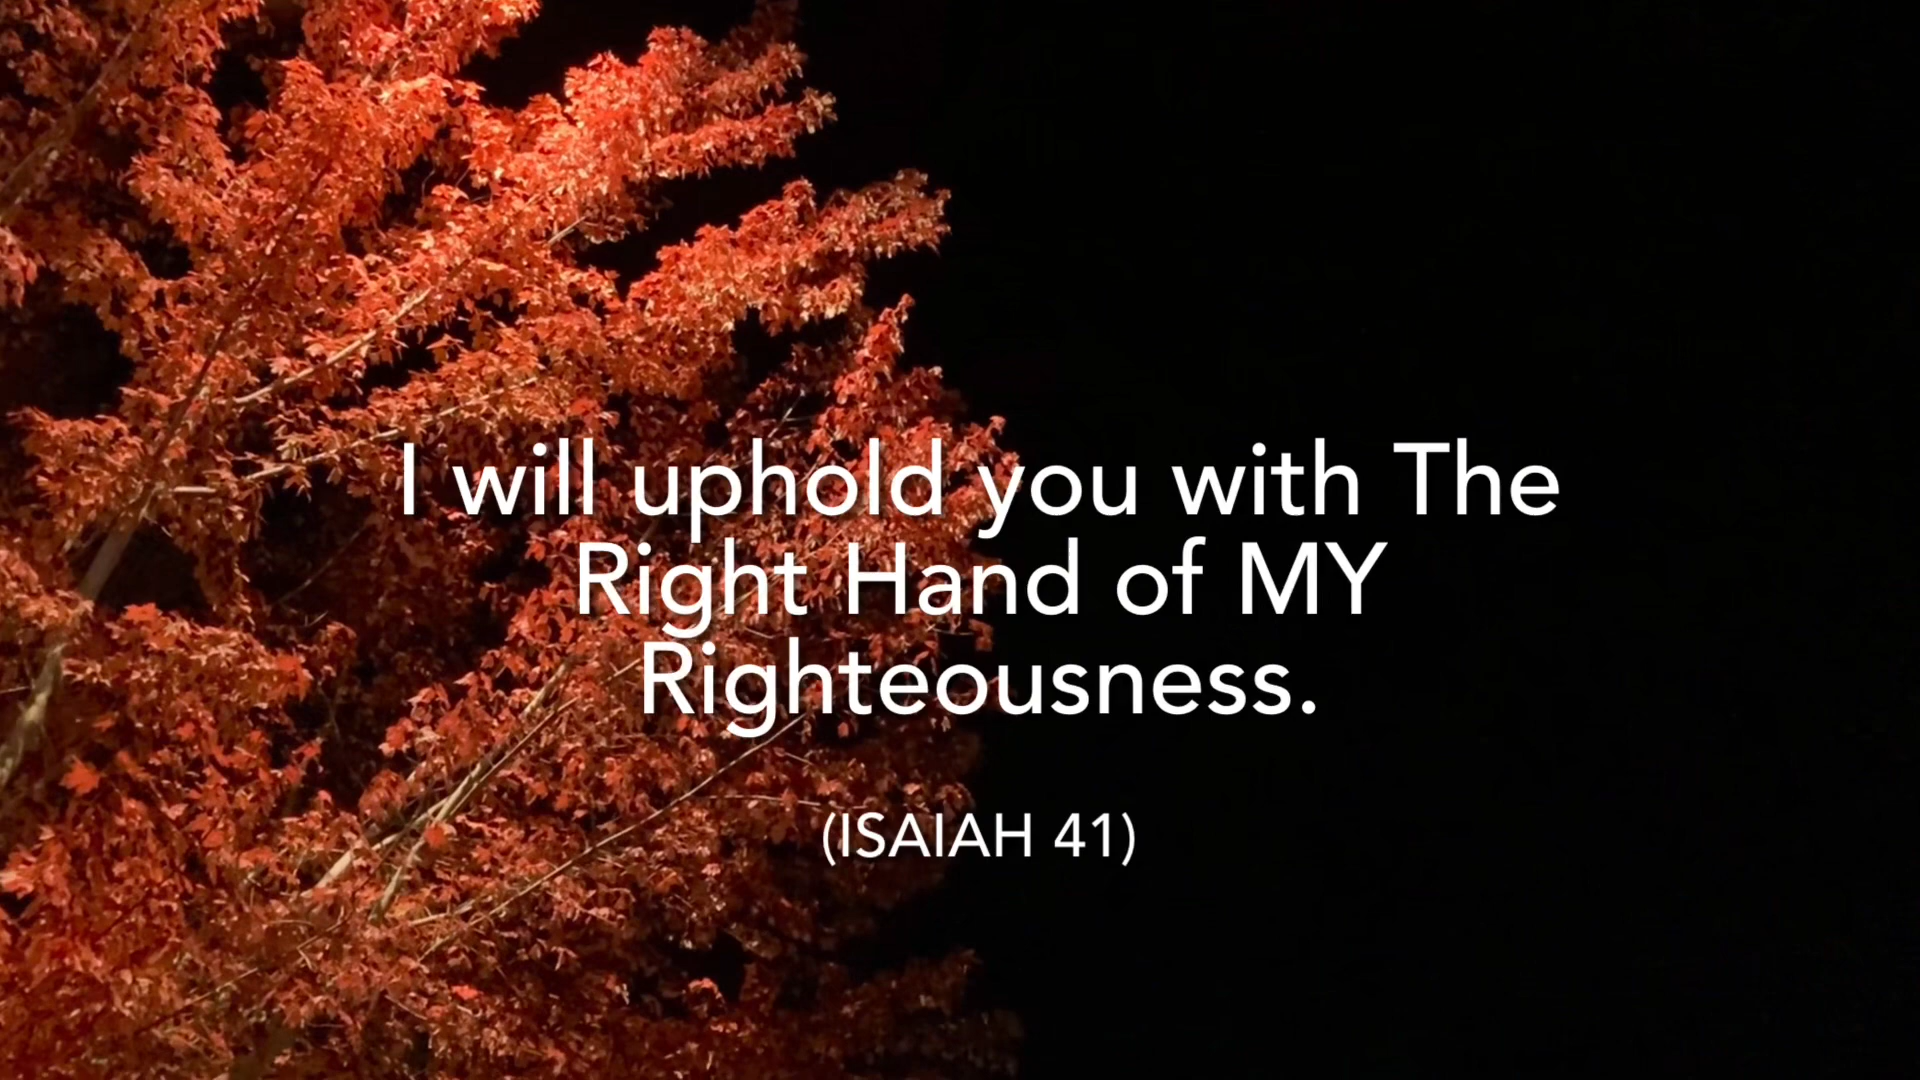 I will uphold you with The
Right Hand of MY
Righteousness.
(ISAIAH 41)